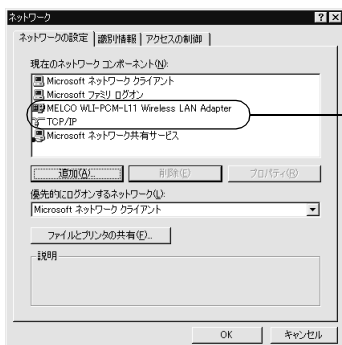 ネットワーク
ネットワークの設定 識別情報 アクセスの制御
現在のネットワーク コンポーネント(N):
Microsoft ネットワーク クライアント
Microsoft ファミリ ログオン
MELCO WLI-PCM-L11 Wireless LAN Adapter
TCP/IP
Microsoft ネットワーク共有サービス
追加(A)... 削除(E) プロパティ(R)
優先的にログオンするネットワーク(L):
Microsoft ネットワーク クライアント
ファイルとプリンタの共有(F)...
説明
OK キャンセル